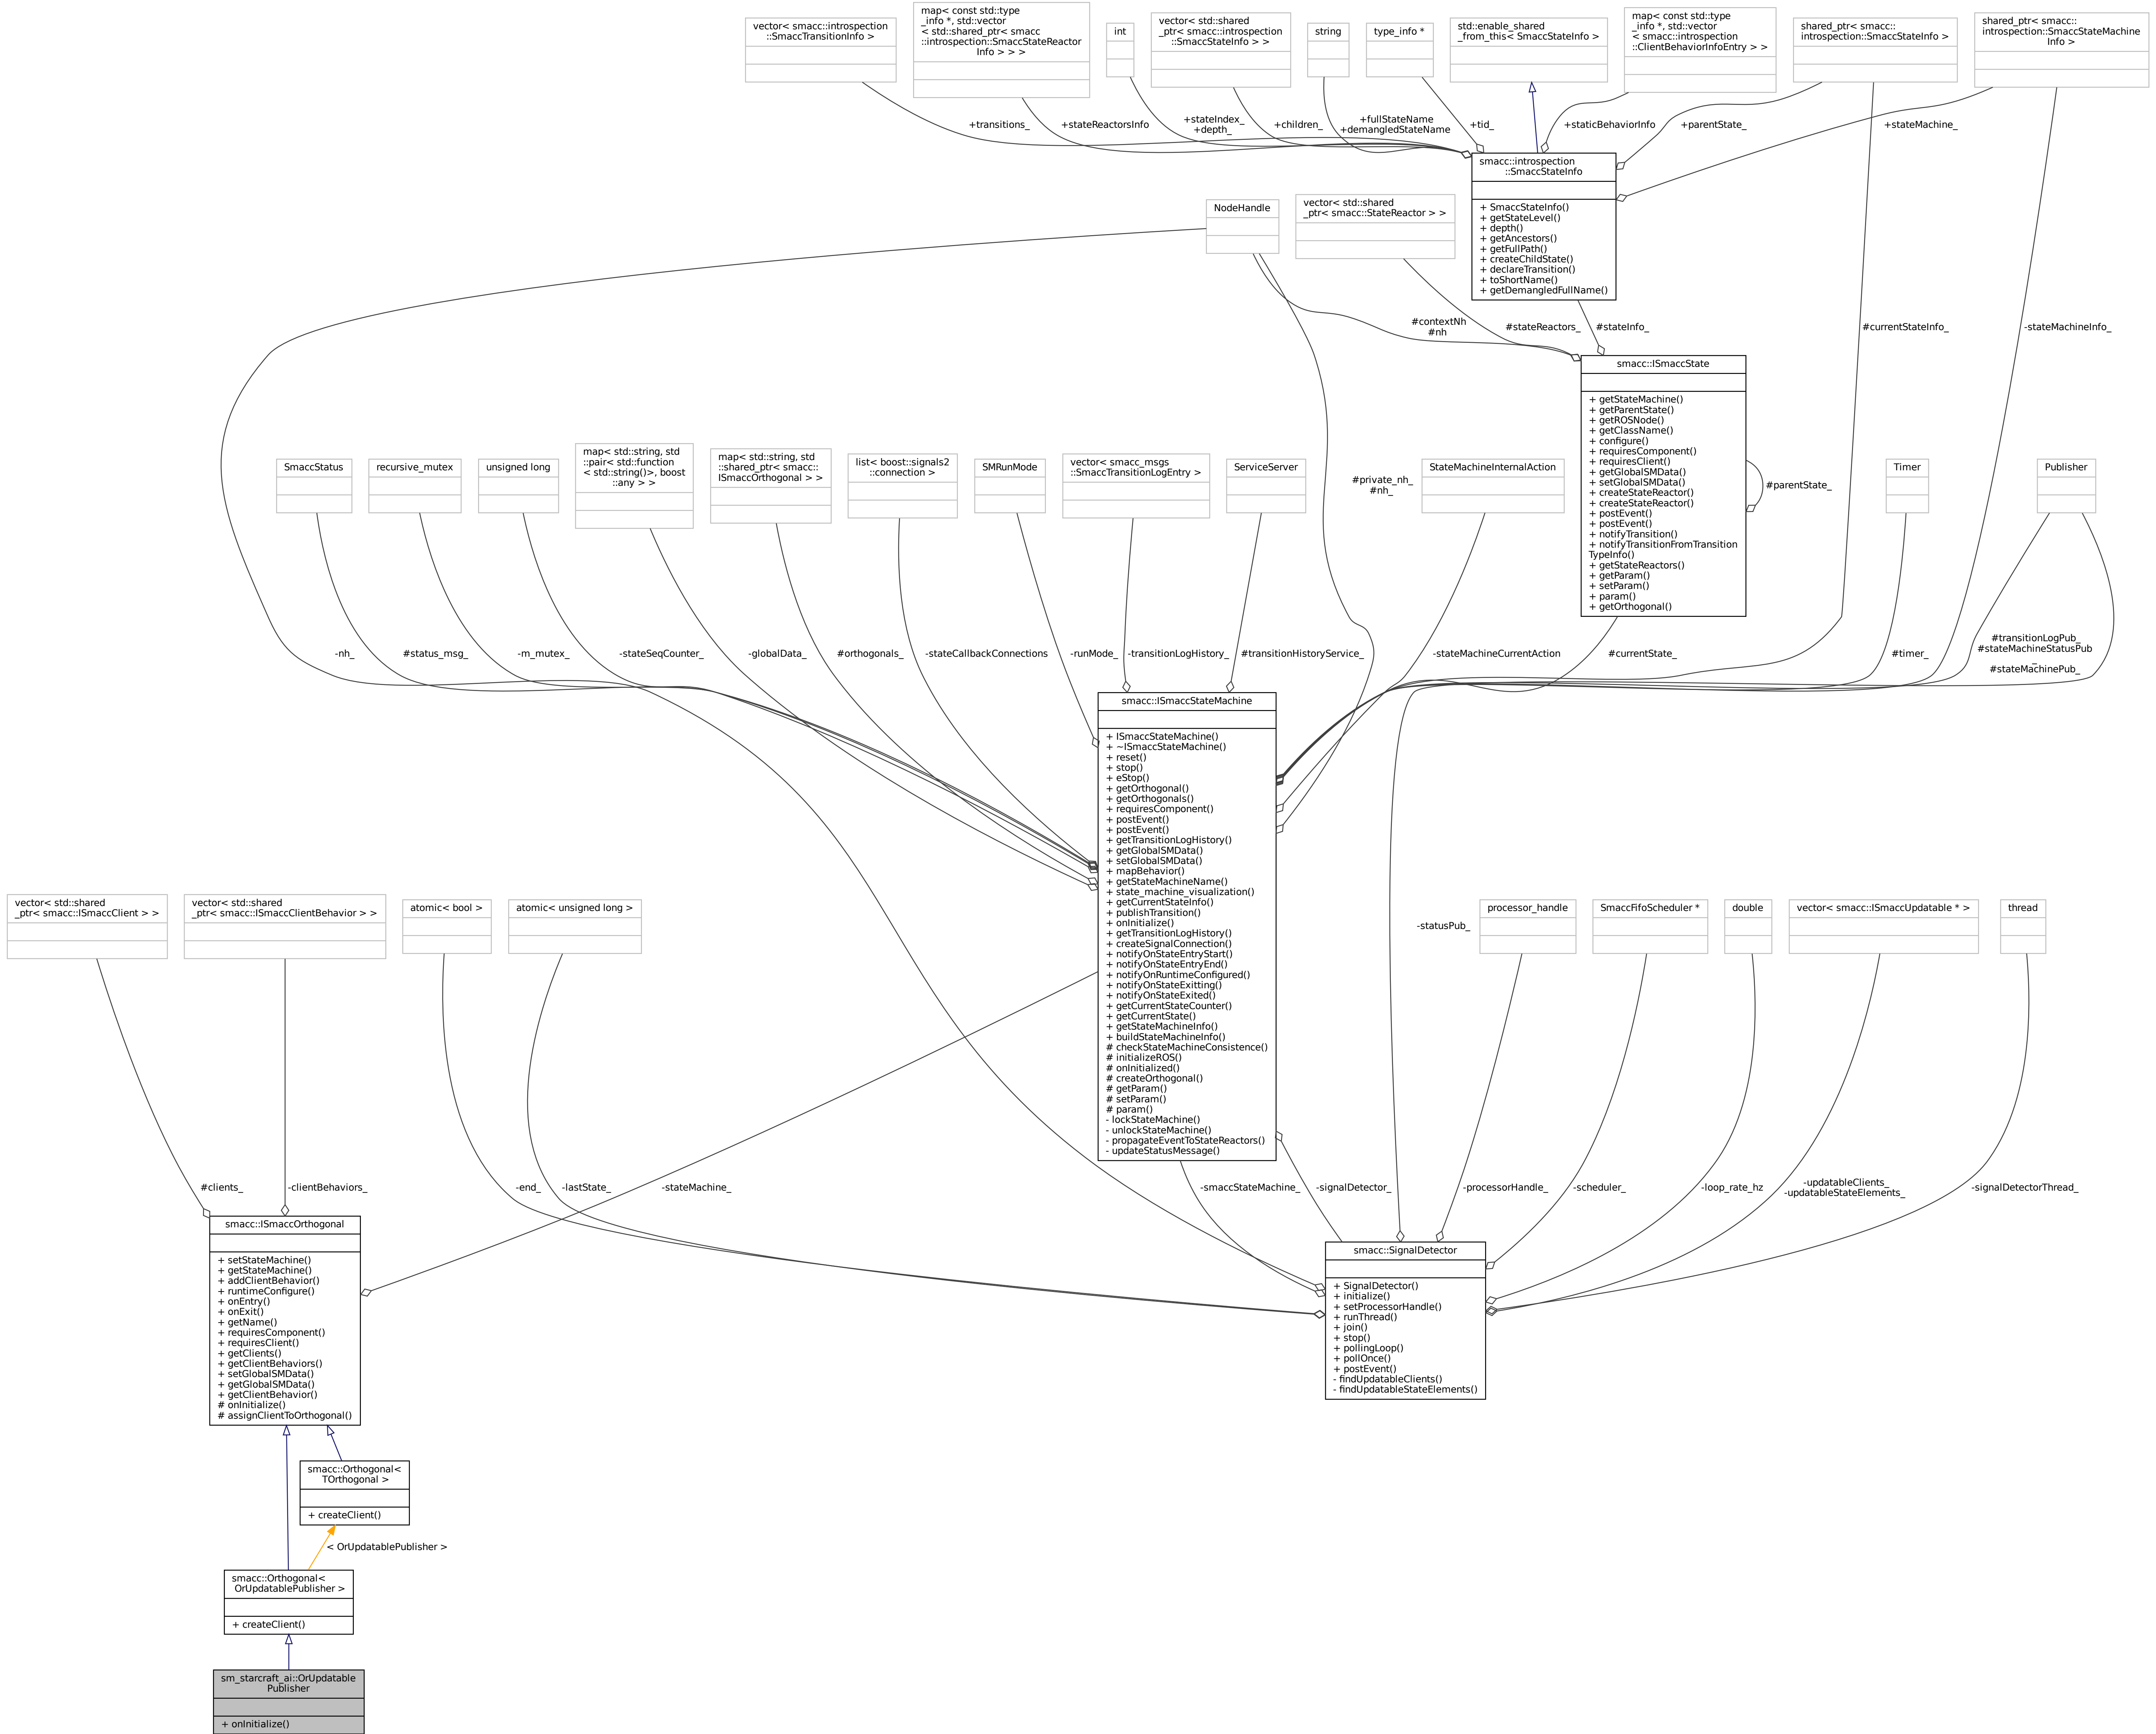 vector< smacc::introspection
::SmaccTransitionInfo >
map< const std::type
_info *, std::vector
< std::shared_ptr< smacc
::introspection::SmaccStateReactor
Info > > >
int
vector< std::shared
_ptr< smacc::introspection
::SmaccStateInfo > >
string
type_info *
std::enable_shared
_from_this< SmaccStateInfo >
map< const std::type
_info *, std::vector
< smacc::introspection
::ClientBehaviorInfoEntry > >
shared_ptr< smacc::
introspection::SmaccStateInfo >
shared_ptr< smacc::
introspection::SmaccStateMachine
Info >
+transitions_
+stateReactorsInfo
+stateIndex_
+depth_
+children_
+fullStateName
+demangledStateName
+tid_
+staticBehaviorInfo
+parentState_
+stateMachine_
smacc::introspection
::SmaccStateInfo
+ SmaccStateInfo()
+ getStateLevel()
+ depth()
+ getAncestors()
+ getFullPath()
+ createChildState()
+ declareTransition()
+ toShortName()
+ getDemangledFullName()
NodeHandle
vector< std::shared
_ptr< smacc::StateReactor > >
#contextNh
#nh
#stateReactors_
#stateInfo_
#currentStateInfo_
-stateMachineInfo_
smacc::ISmaccState
+ getStateMachine()
+ getParentState()
+ getROSNode()
+ getClassName()
+ configure()
+ requiresComponent()
+ requiresClient()
+ getGlobalSMData()
+ setGlobalSMData()
+ createStateReactor()
+ createStateReactor()
+ postEvent()
+ postEvent()
+ notifyTransition()
+ notifyTransitionFromTransition
TypeInfo()
+ getStateReactors()
+ getParam()
+ setParam()
+ param()
+ getOrthogonal()
#parentState_
SmaccStatus
recursive_mutex
unsigned long
map< std::string, std
::pair< std::function
< std::string()>, boost
::any > >
map< std::string, std
::shared_ptr< smacc::
ISmaccOrthogonal > >
list< boost::signals2
::connection >
SMRunMode
vector< smacc_msgs
::SmaccTransitionLogEntry >
ServiceServer
#private_nh_
#nh_
StateMachineInternalAction
Timer
Publisher
-nh_
#status_msg_
-m_mutex_
-stateSeqCounter_
-globalData_
#orthogonals_
-stateCallbackConnections
-runMode_
-transitionLogHistory_
#transitionHistoryService_
-stateMachineCurrentAction
#currentState_
#timer_
#transitionLogPub_
#stateMachineStatusPub
_
#stateMachinePub_
smacc::ISmaccStateMachine
+ ISmaccStateMachine()
+ ~ISmaccStateMachine()
+ reset()
+ stop()
+ eStop()
+ getOrthogonal()
+ getOrthogonals()
+ requiresComponent()
+ postEvent()
+ postEvent()
+ getTransitionLogHistory()
+ getGlobalSMData()
+ setGlobalSMData()
+ mapBehavior()
+ getStateMachineName()
+ state_machine_visualization()
+ getCurrentStateInfo()
+ publishTransition()
+ onInitialize()
+ getTransitionLogHistory()
+ createSignalConnection()
+ notifyOnStateEntryStart()
+ notifyOnStateEntryEnd()
+ notifyOnRuntimeConfigured()
+ notifyOnStateExitting()
+ notifyOnStateExited()
+ getCurrentStateCounter()
+ getCurrentState()
+ getStateMachineInfo()
+ buildStateMachineInfo()
# checkStateMachineConsistence()
# initializeROS()
# onInitialized()
# createOrthogonal()
# getParam()
# setParam()
# param()
- lockStateMachine()
- unlockStateMachine()
- propagateEventToStateReactors()
- updateStatusMessage()
vector< std::shared
_ptr< smacc::ISmaccClient > >
vector< std::shared
_ptr< smacc::ISmaccClientBehavior > >
atomic< bool >
atomic< unsigned long >
-statusPub_
processor_handle
SmaccFifoScheduler *
double
vector< smacc::ISmaccUpdatable * >
thread
#clients_
-clientBehaviors_
-end_
-lastState_
-stateMachine_
-smaccStateMachine_
-signalDetector_
-processorHandle_
-scheduler_
-loop_rate_hz
-updatableClients_
-updatableStateElements_
-signalDetectorThread_
smacc::ISmaccOrthogonal
+ setStateMachine()
+ getStateMachine()
+ addClientBehavior()
+ runtimeConfigure()
+ onEntry()
+ onExit()
+ getName()
+ requiresComponent()
+ requiresClient()
+ getClients()
+ getClientBehaviors()
+ setGlobalSMData()
+ getGlobalSMData()
+ getClientBehavior()
# onInitialize()
# assignClientToOrthogonal()
smacc::SignalDetector
+ SignalDetector()
+ initialize()
+ setProcessorHandle()
+ runThread()
+ join()
+ stop()
+ pollingLoop()
+ pollOnce()
+ postEvent()
- findUpdatableClients()
- findUpdatableStateElements()
smacc::Orthogonal<
TOrthogonal >
+ createClient()
< OrUpdatablePublisher >
smacc::Orthogonal<
OrUpdatablePublisher >
+ createClient()
sm_starcraft_ai::OrUpdatable
Publisher
+ onInitialize()